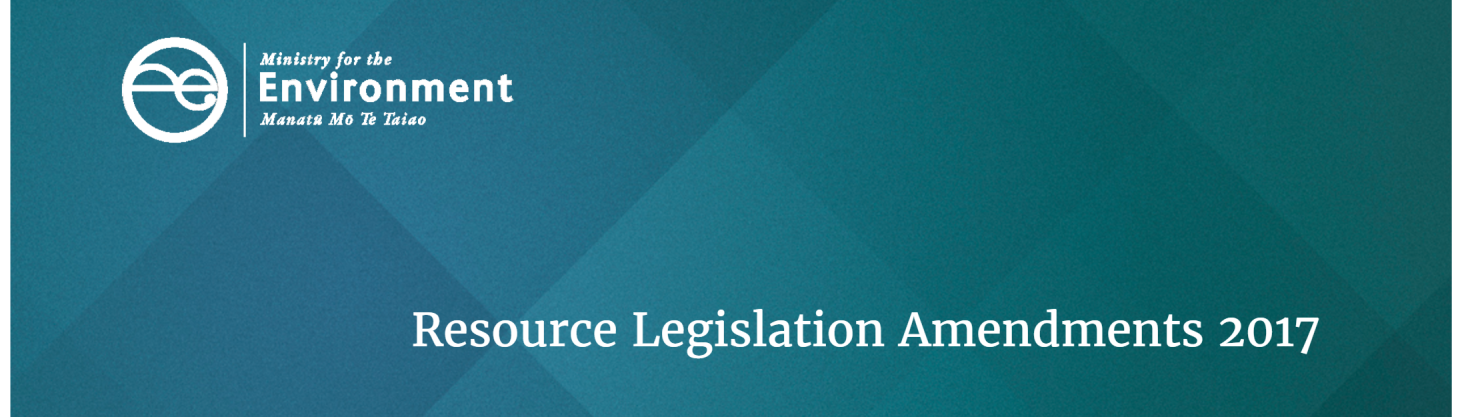 Ministry for the
Environment
Manatū Mō Te Taiao
Resource Legislation Amendments 2017